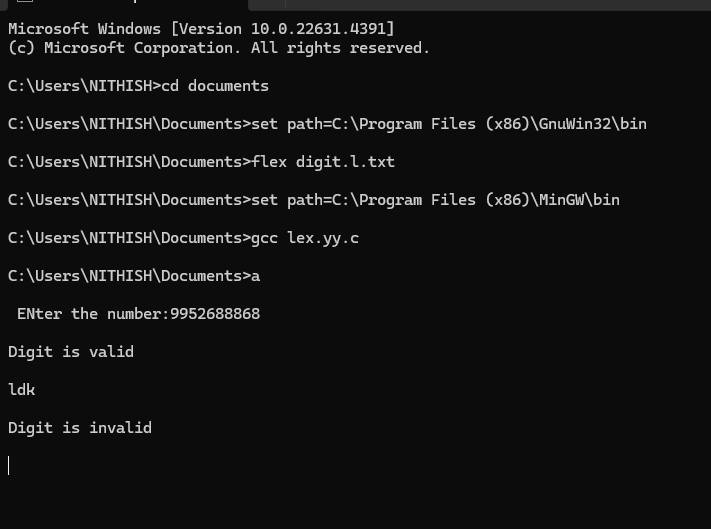 Microsoft Windows [Version 10.0.22631.4391]
(c) Microsoft Corporation. All rights reserved.
C:\Users\NITHISH>cd documents
C:\Users\NITHISH\Documents>set path=C:\Program Files (x86)\GnuWin32\bin
C:\Users\NITHISH\Documents>flex digit.l.txt
C:\Users\NITHISH\Documents>set path=C:\Program Files (x86)\MinGW\bin
C:\Users\NITHISH\Documents>gcc lex.yy.c
C:\Users\NITHISH\Documents>a
ENter the number:9952688868
Digit is valid
ldk
Digit is invalid